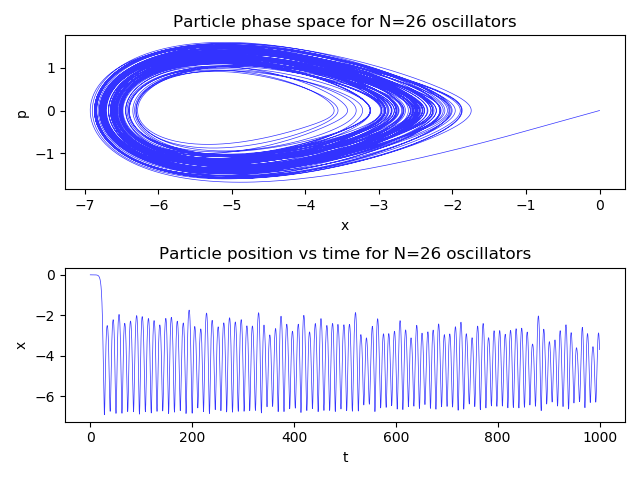 Particle phase space for N=26 oscillators
1
0
−1
p
−7 −6 −5 −4 −3 −2 −1 0
x
Particle position vs time for N=26 oscillators
0
−2
−4
−6
x
0 200 400 600 800 1000
t